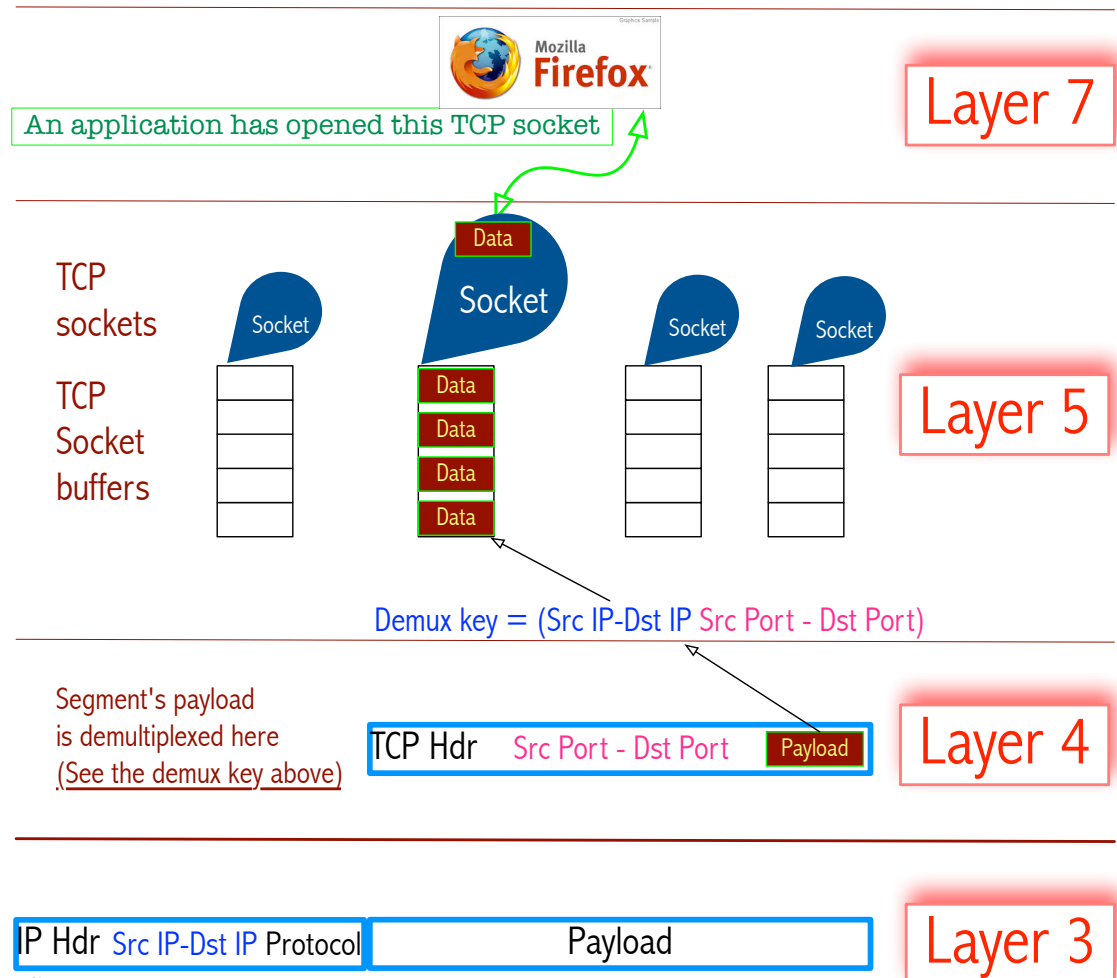 Graphics Sample
Mozilla
Firefox
Layer 7
An application has opened this TCP socket
Data
TCP
sockets
Socket
Socket
Socket
Socket
TCP
Socket
buffers
Data
Data
Data
Data
Layer 5
Demux key = (Src IP-Dst IP Src Port - Dst Port)
Segment's payload
is demultiplexed here
(See the demux key above)
TCP Hdr Src Port - Dst Port Payload
Layer 4
IP Hdr Src IP-Dst IP Protocol Payload
Layer 3